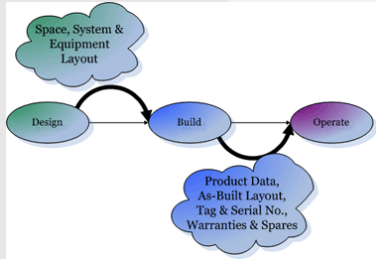 Space, System &
Equipment
Layout
Design
Build
Operate
Product Data,
As-Built Layout,
Tag & Serial No.,
Warranties & Spares